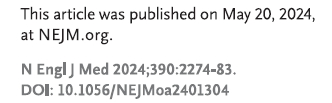 This article was published on May 20, 2024,
at NEJM.org.
N Engl J Med 2024;390:2274-83.
DOI: 10.1056/NEJMoa2401304